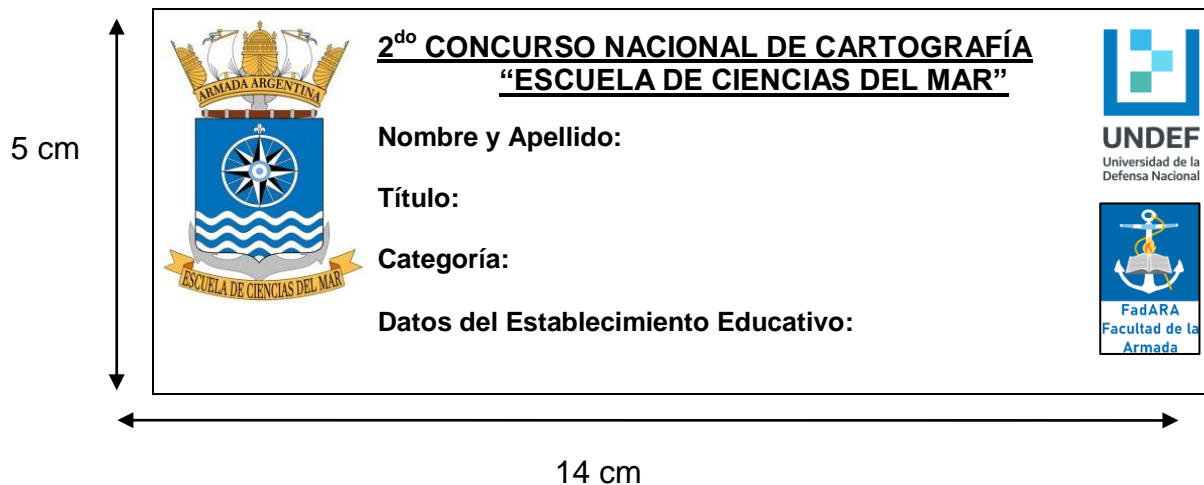 2do CONCURSO NACIONAL DE CARTOGRAFÍA
“ESCUELA DE CIENCIAS DEL MAR”
ARMADA ARGENTINA
ESCUELA DE CIENCIAS DEL MAR
5 cm
Nombre y Apellido:
Título:
Categoría:
Datos del Establecimiento Educativo:
UNDEF
Universidad de la
Defensa Nacional
FadARA
Facultad de la
Armada
14 cm